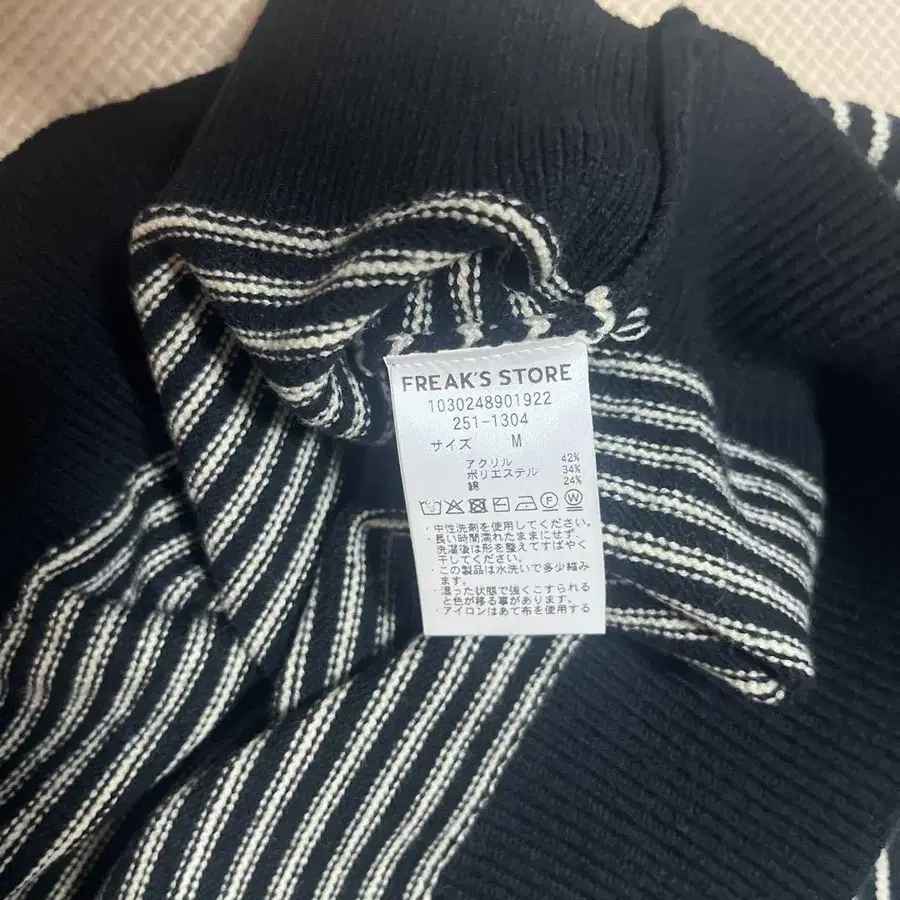 FREAK'S STORE
1030248901922
251-1304
サイズ M
アクリル 42%
ポリエステル 34%
綿 24%
・中性洗剤を使用してください。
・長い時間濡れたままにせず、
洗濯後は形を整えてすばやく
干してください。
・この製品は水洗いで多少縮み
ます。
・湿った状態で強くこすられる
と色が移る事があります。
・アイロンはあて布を使用する